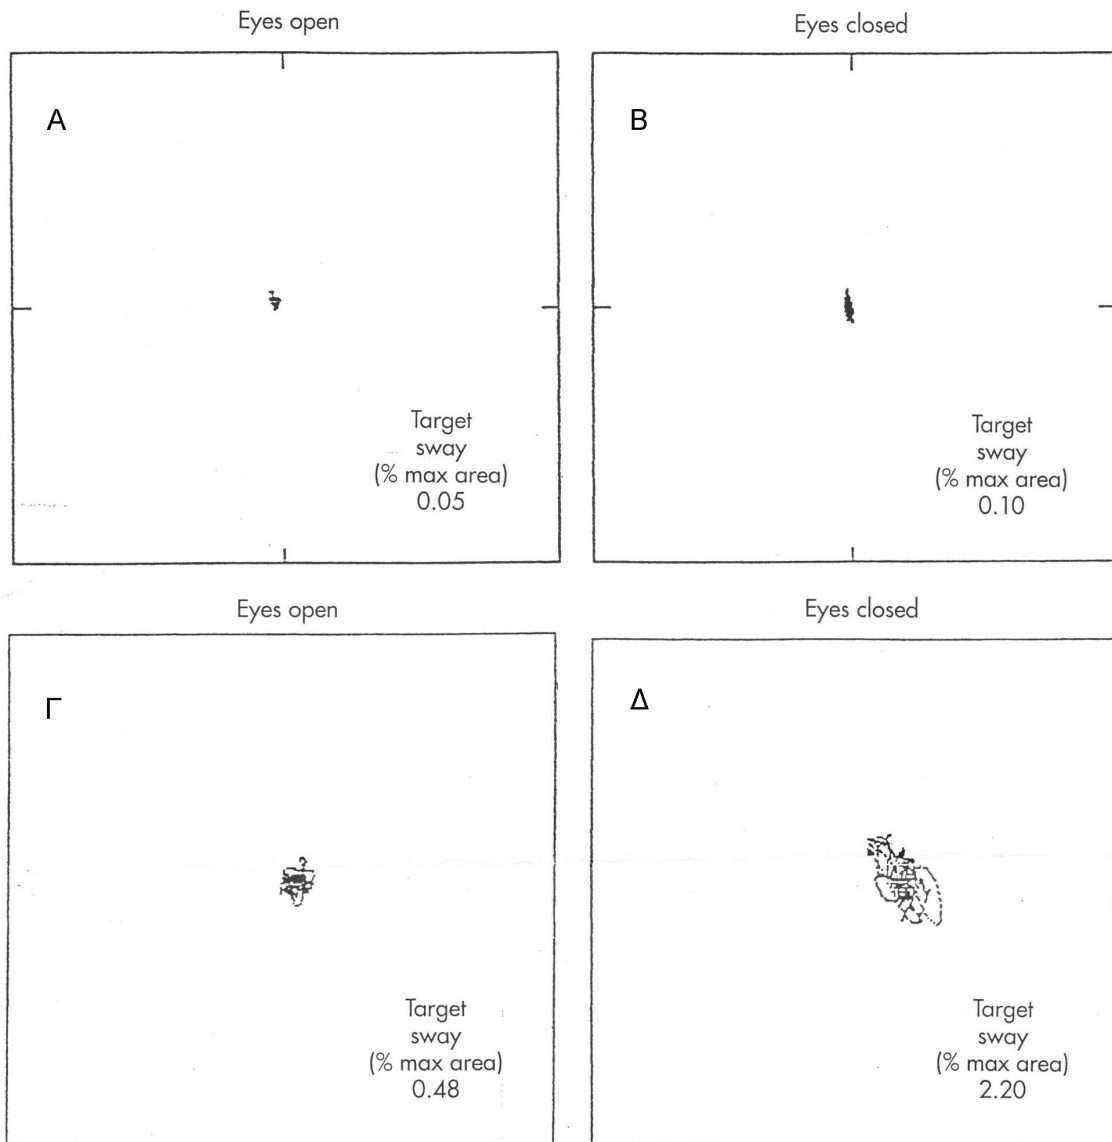 Eyes open
Eyes closed
Α
Β
Target
sway
(% max area)
0.05
Target
sway
(% max area)
0.10
Eyes open
Eyes closed
Γ
Δ
Target
sway
(% max area)
0.48
Target
sway
(% max area)
2.20